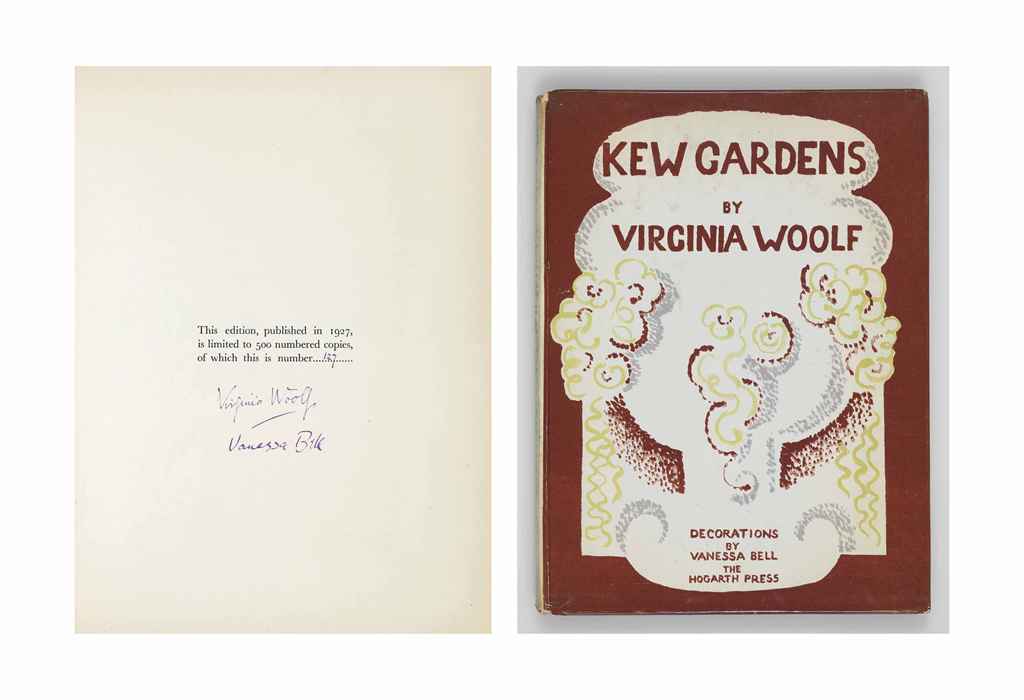 This edition, published in 1927,
is limited to 500 numbered copies,
of which this is number....127......
Virginia Woolf
Vanessa Bell
KEW GARDENS
BY
VIRGINIA WOOLF
DECORATIONS
BY
VANESSA BELL
THE
HOGARTH PRESS